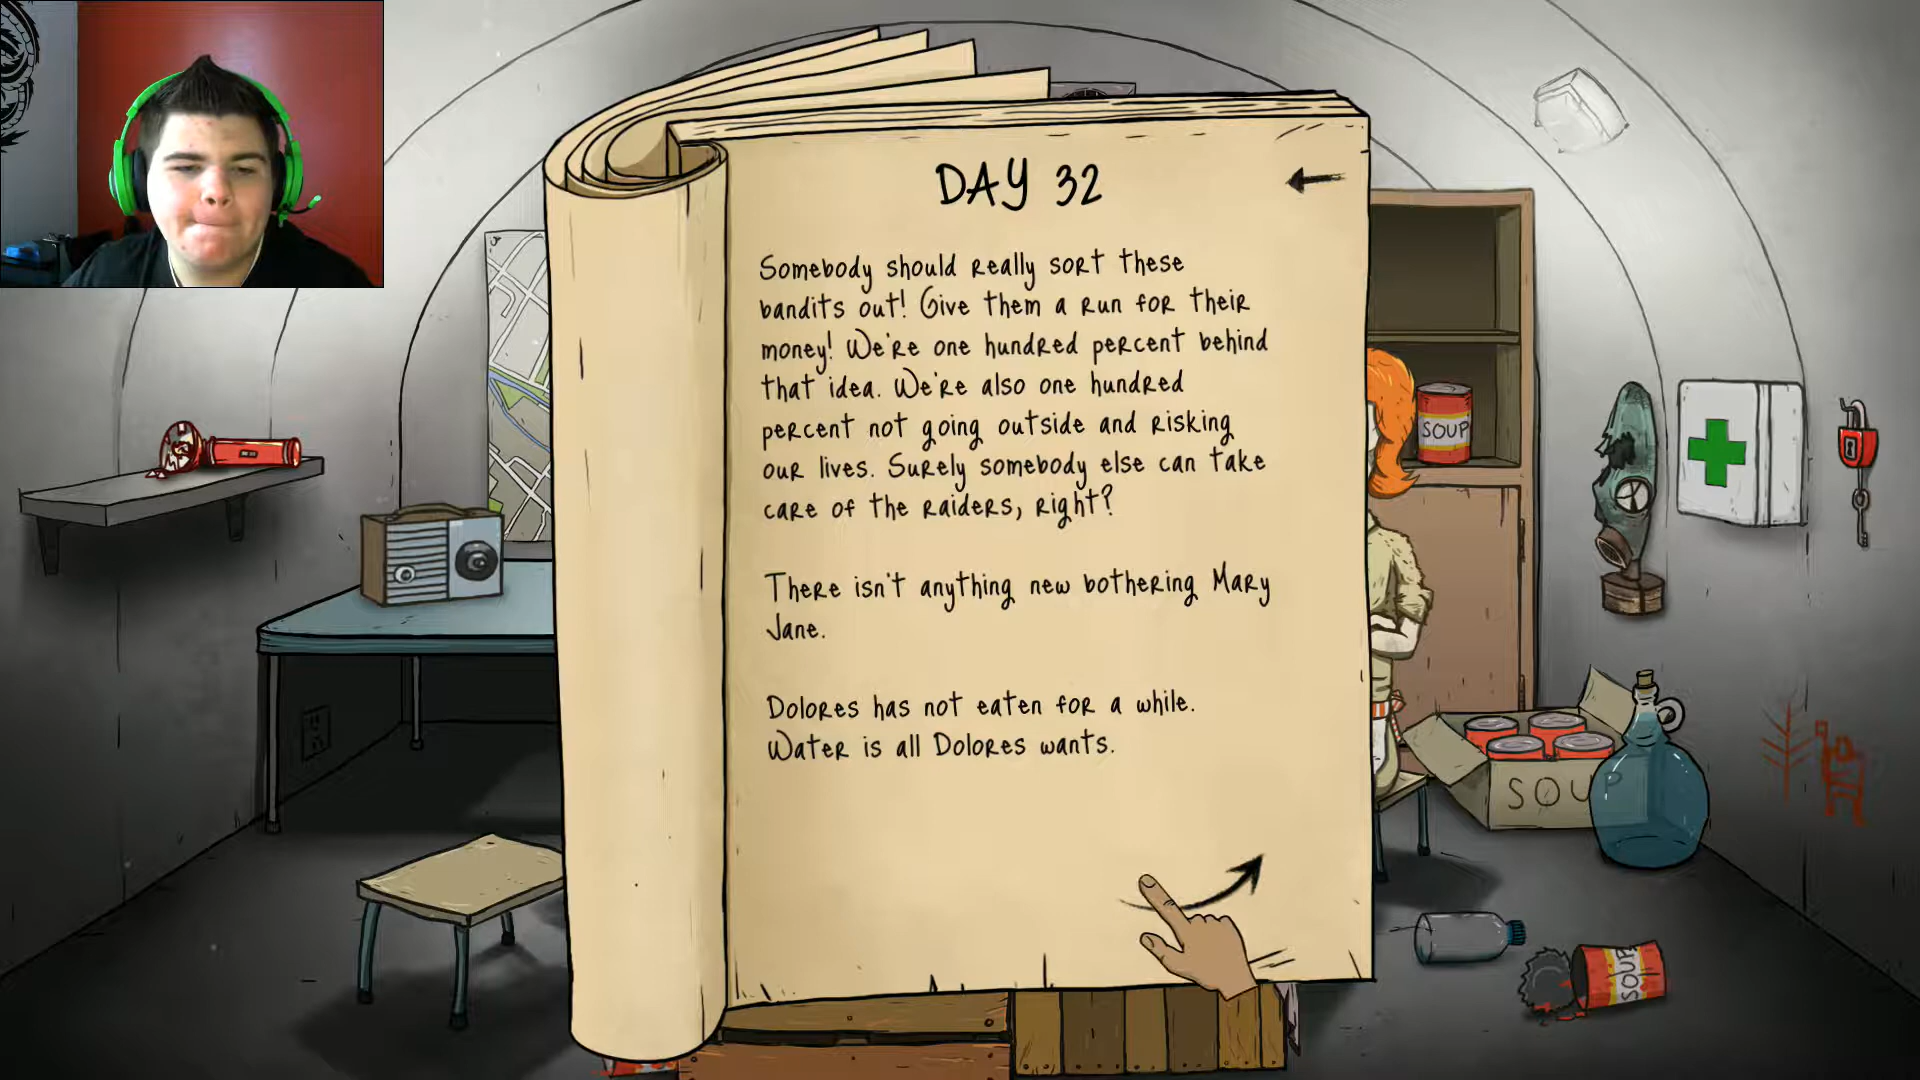 DAY 32
Somebody should really sort these
bandits out! Give them a run for their
money! We're one hundred percent behind
that idea. We're also one hundred
percent not going outside and risking
our lives. Surely somebody else can take
care of the raiders, right?
There isn't anything new bothering Mary
Jane.
Dolores has not eaten for a while.
Water is all Dolores wants.
SOUP
SOU
SOUP